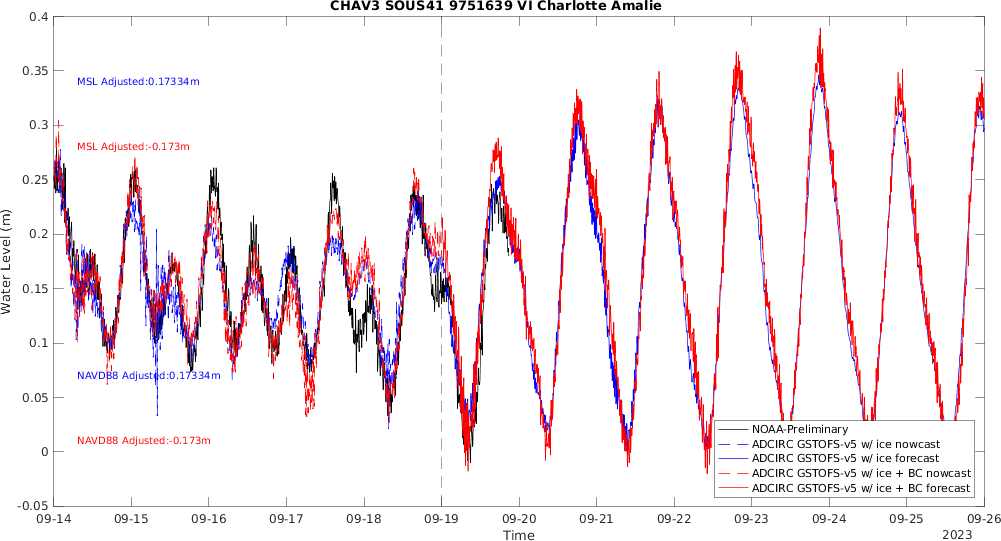 CHAV3 SOUS41 9751639 VI Charlotte Amalie
0.4
0.35
0.3
0.25
0.2
0.15
0.1
0.05
0
-0.05
Water Level (m)
MSL Adjusted:0.17334m
MSL Adjusted:-0.173m
NAVD88 Adjusted:0.17334m
NAVD88 Adjusted:-0.173m
NOAA-Preliminary
ADCIRC GSTOFS-v5 w/ ice nowcast
ADCIRC GSTOFS-v5 w/ ice forecast
ADCIRC GSTOFS-v5 w/ ice + BC nowcast
ADCIRC GSTOFS-v5 w/ ice + BC forecast
09-14 09-15 09-16 09-17 09-18 09-19 09-20 09-21 09-22 09-23 09-24 09-25 09-26
Time
2023